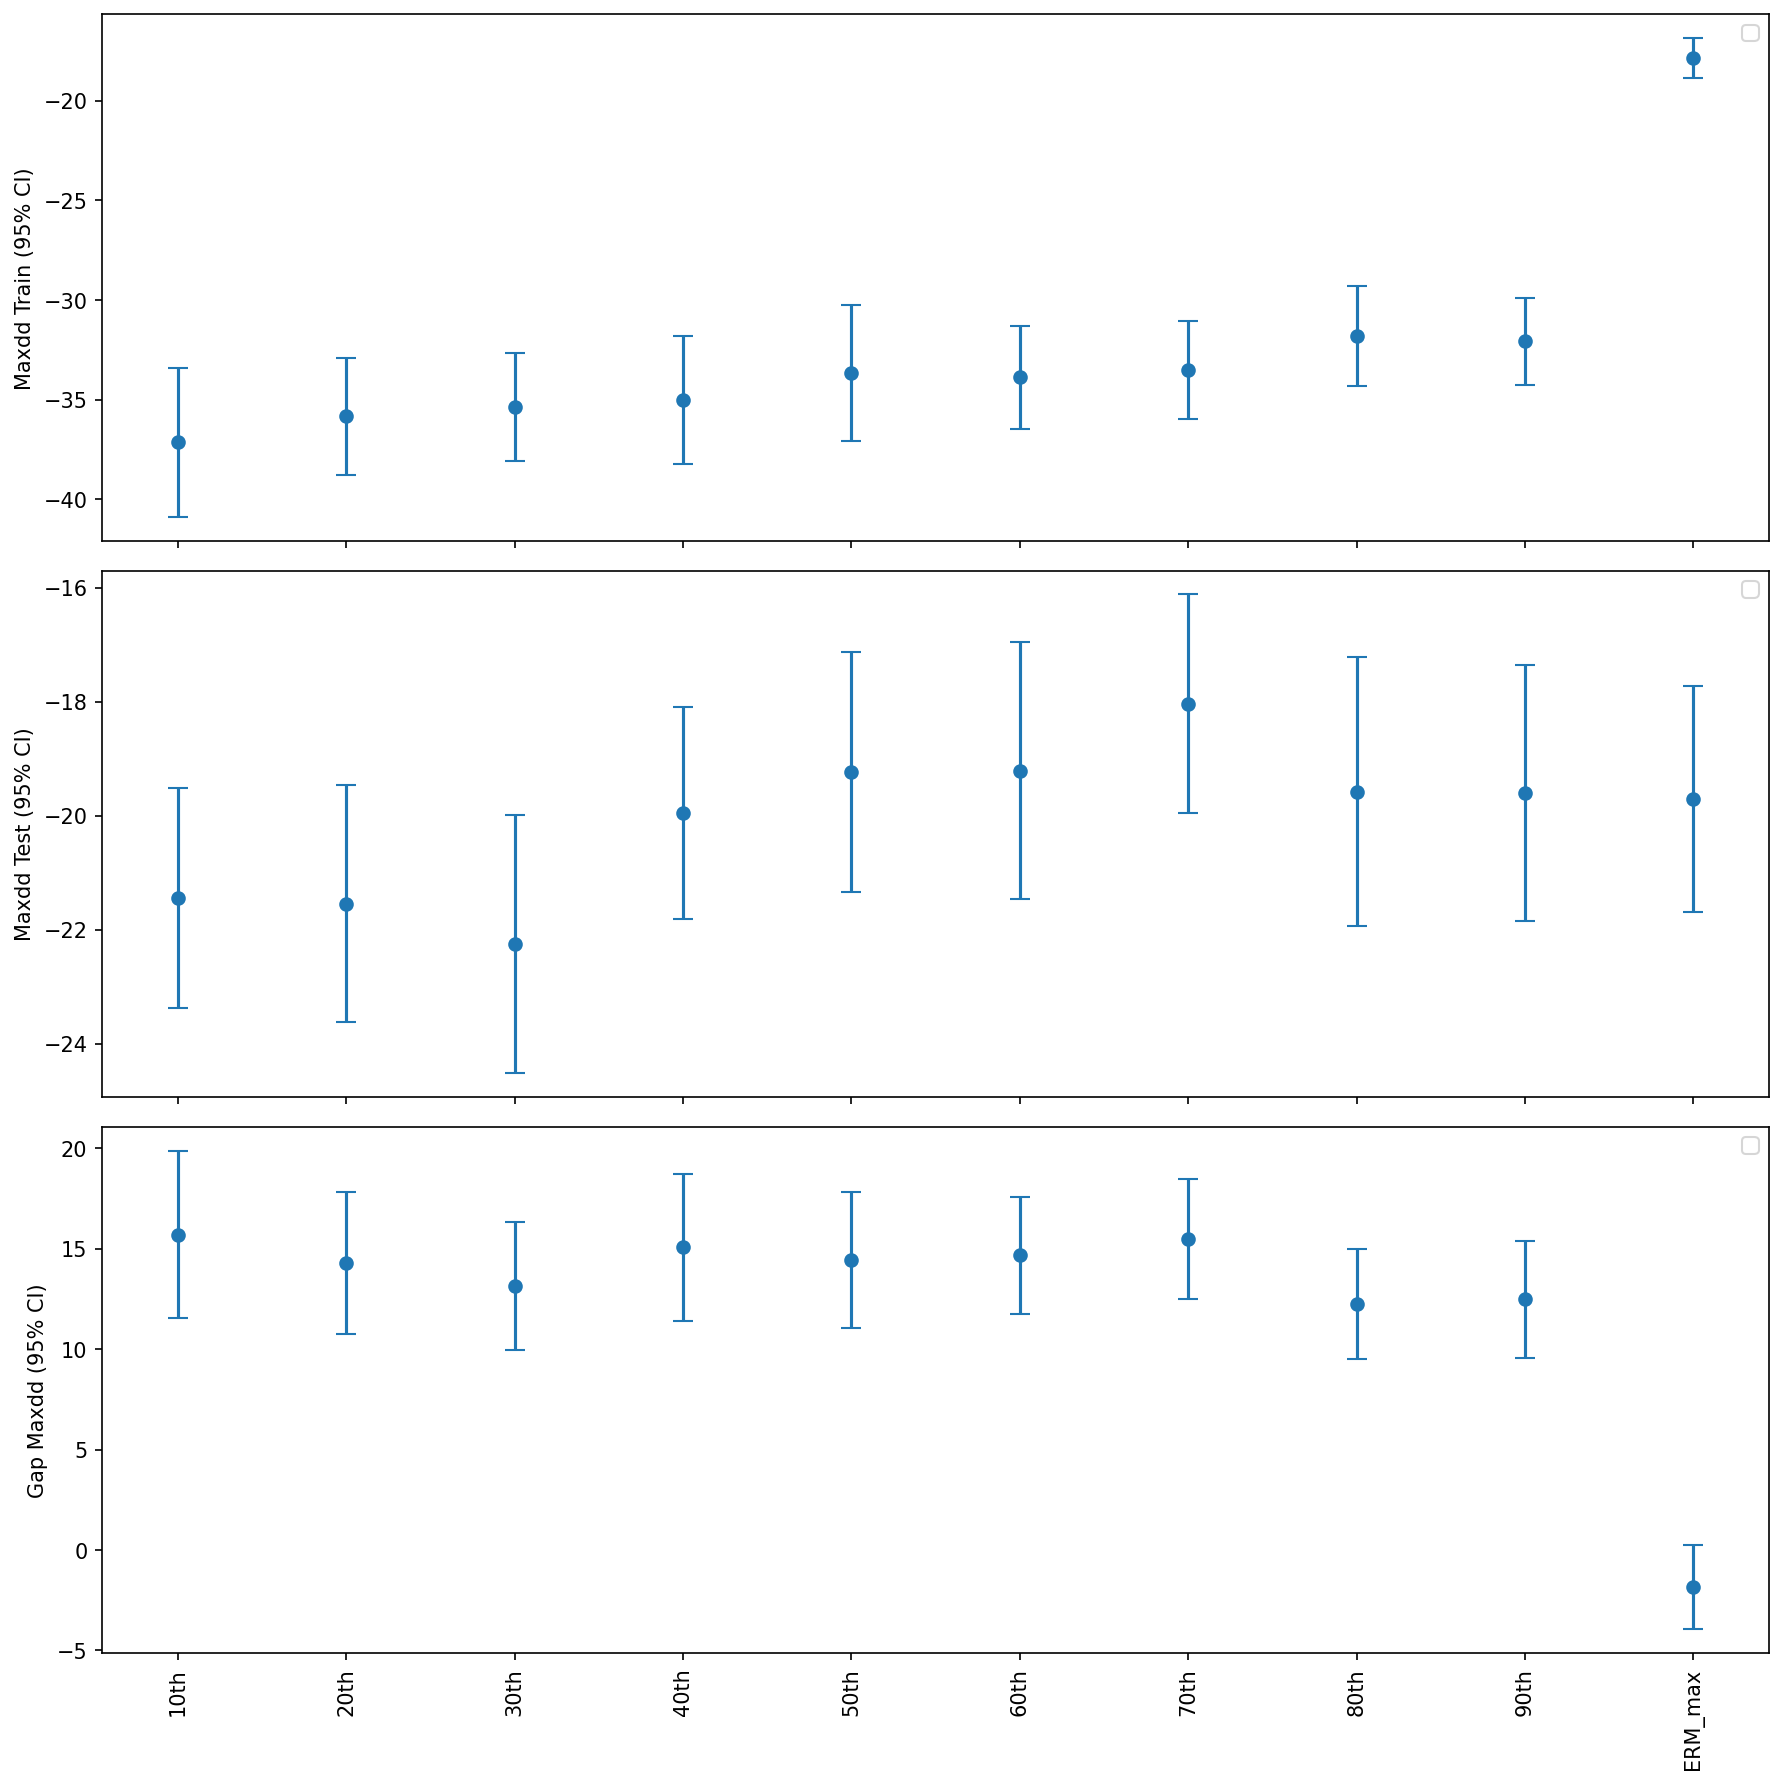 Maxdd Train (95% CI)
−20
−25
−30
−35
−40
Maxdd Test (95% CI)
−16
−18
−20
−22
−24
Gap Maxdd (95% CI)
20
15
10
5
0
−5
10th
20th
30th
40th
50th
60th
70th
80th
90th
ERM_max